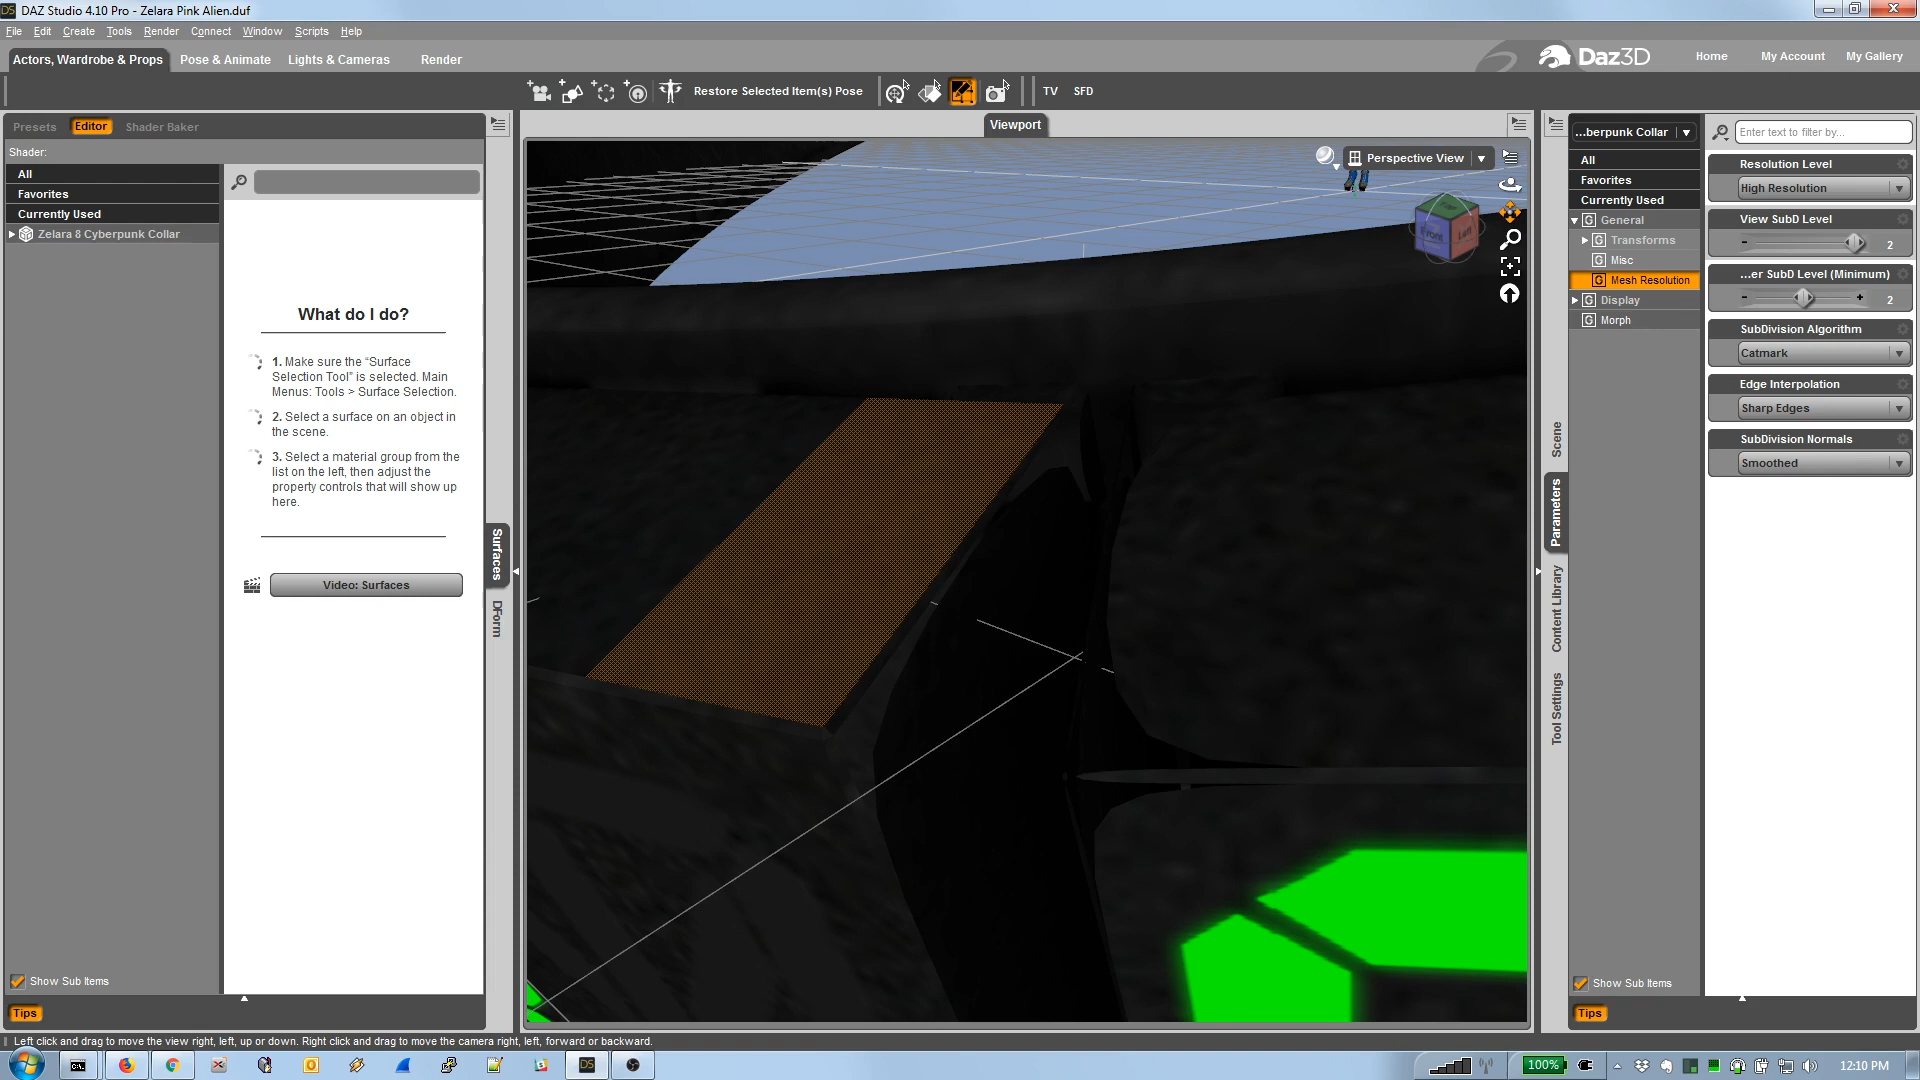 DS DAZ Studio 4.10 Pro - Zelara Pink Alien.duf
File Edit Create Tools Render Connect Window Scripts Help
Actors, Wardrobe & Props Pose & Animate Lights & Cameras Render
Daz3D Home My Account My Gallery
Restore Selected Item(s) Pose TV SFD
Presets Editor Shader Baker
Shader:
All
Favorites
Currently Used
Zelara 8 Cyberpunk Collar
What do I do?
1. Make sure the “Surface
Selection Tool” is selected. Main
Menus: Tools > Surface Selection.
2. Select a surface on an object in
the scene.
3. Select a material group from the
list on the left, then adjust the
property controls that will show up
here.
Video: Surfaces
Show Sub Items
Tips
Surfaces
DForm
Viewport
Perspective View
Top
Front
Left
Scene
Parameters
Content Library
Tool Settings
...berpunk Collar
All
Favorites
Currently Used
G General
G Transforms
G Misc
G Mesh Resolution
G Display
G Morph
Show Sub Items
Tips
Enter text to filter by...
Resolution Level
High Resolution
View SubD Level
- 2
...er SubD Level (Minimum)
- + 2
SubDivision Algorithm
Catmark
Edge Interpolation
Sharp Edges
SubDivision Normals
Smoothed
Left click and drag to move the view right, left, up or down. Right click and drag to move the camera right, left, forward or backward.
DS
100%
12:10 PM